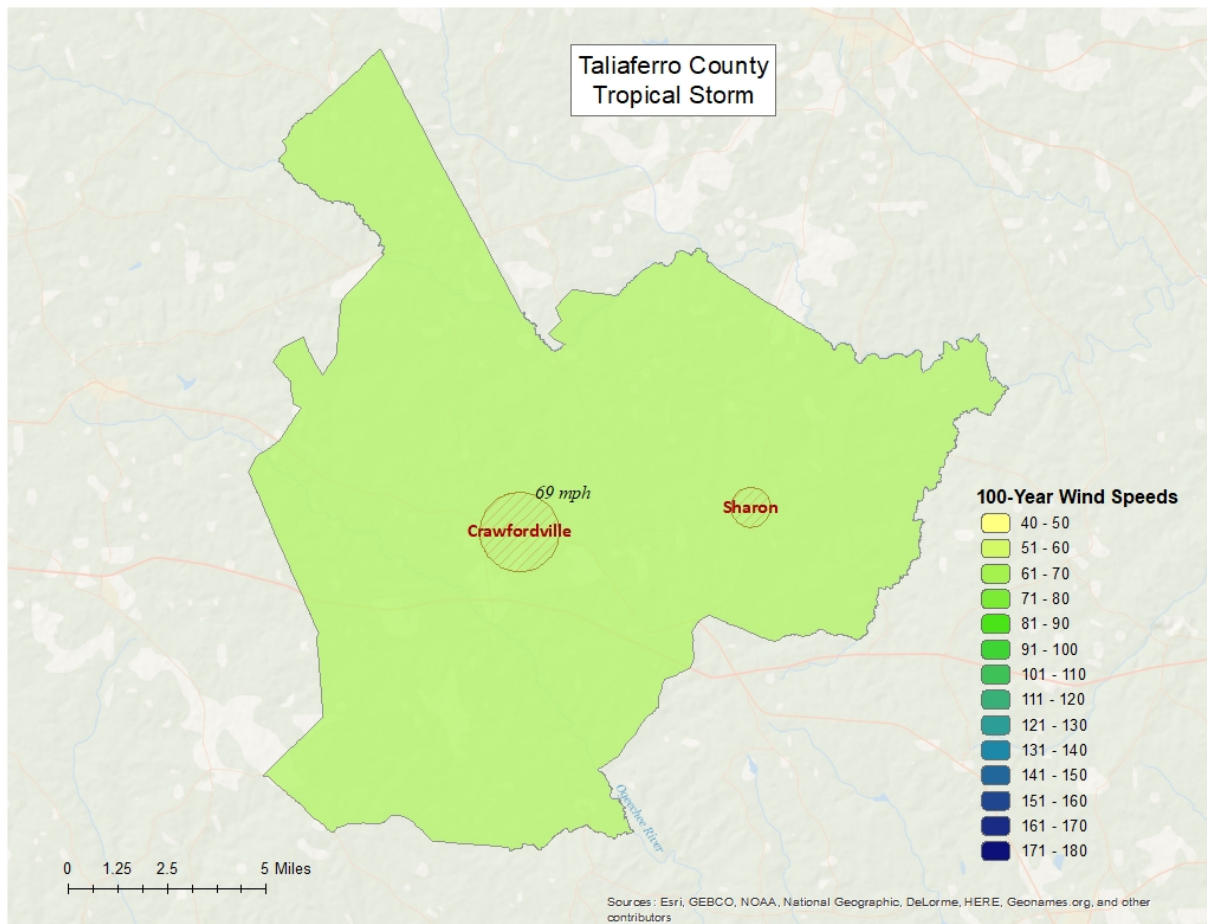 Taliaferro County
Tropical Storm
69 mph
Sharon
Crawfordville
100-Year Wind Speeds
40 - 50
51 - 60
61 - 70
71 - 80
81 - 90
91 - 100
101 - 110
111 - 120
121 - 130
131 - 140
141 - 150
151 - 160
161 - 170
171 - 180
Ogeechee River
0 1.25 2.5 5 Miles
Sources: Esri, GEBCO, NOAA, National Geographic, DeLorme, HERE, Geonames.org, and other
contributors